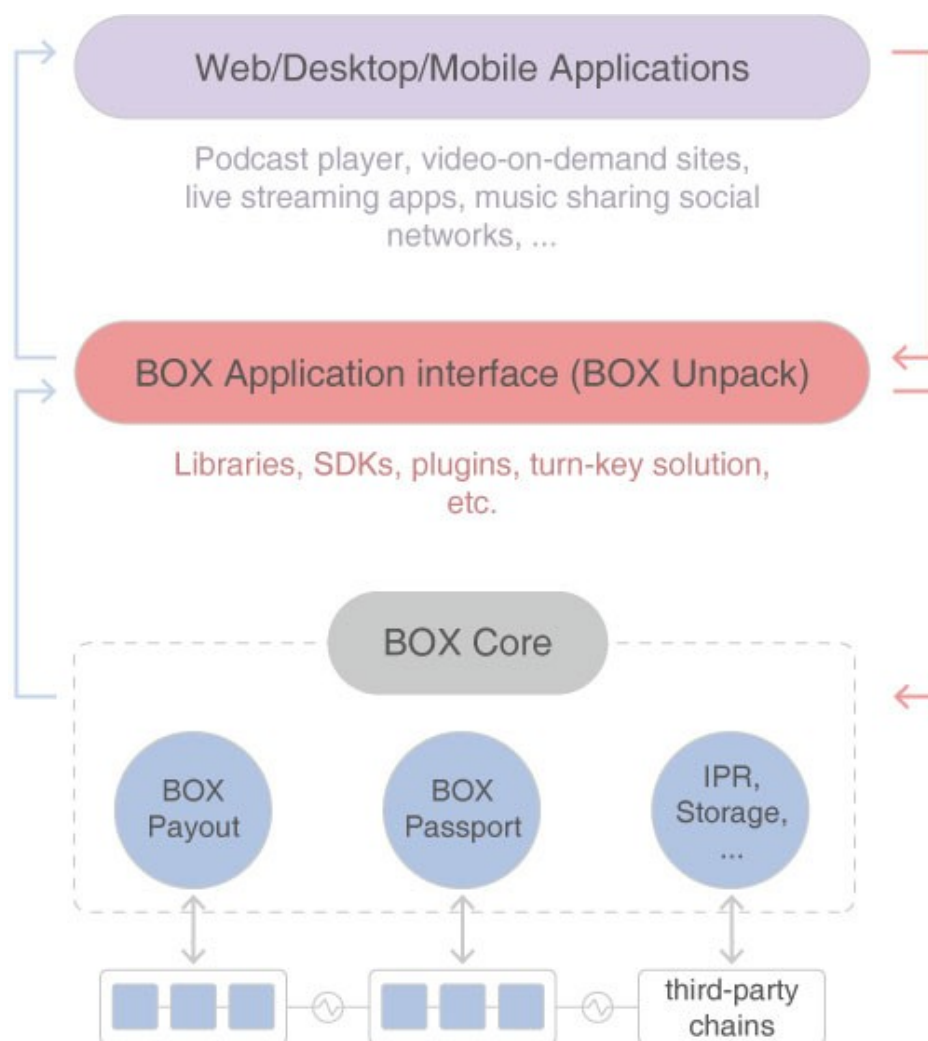 Web/Desktop/Mobile Applications
Podcast player, video-on-demand sites,
live streaming apps, music sharing social
networks, ...
BOX Application interface (BOX Unpack)
Libraries, SDKs, plugins, turn-key solution,
etc.
BOX Core
BOX
Payout
BOX
Passport
IPR,
Storage,
...
third-party
chains